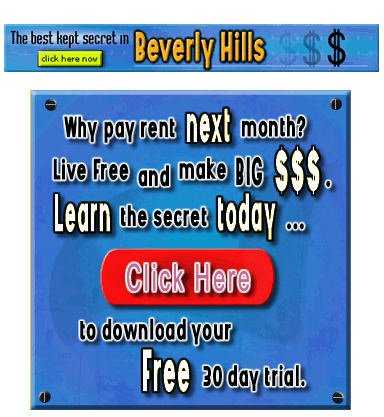 The best kept secret in Beverly Hills $ $ $
click here now
Why pay rent next month?
Live Free and make BIG $$$.
Learn the secret today ...
Click Here
to download your
Free 30 day trial.